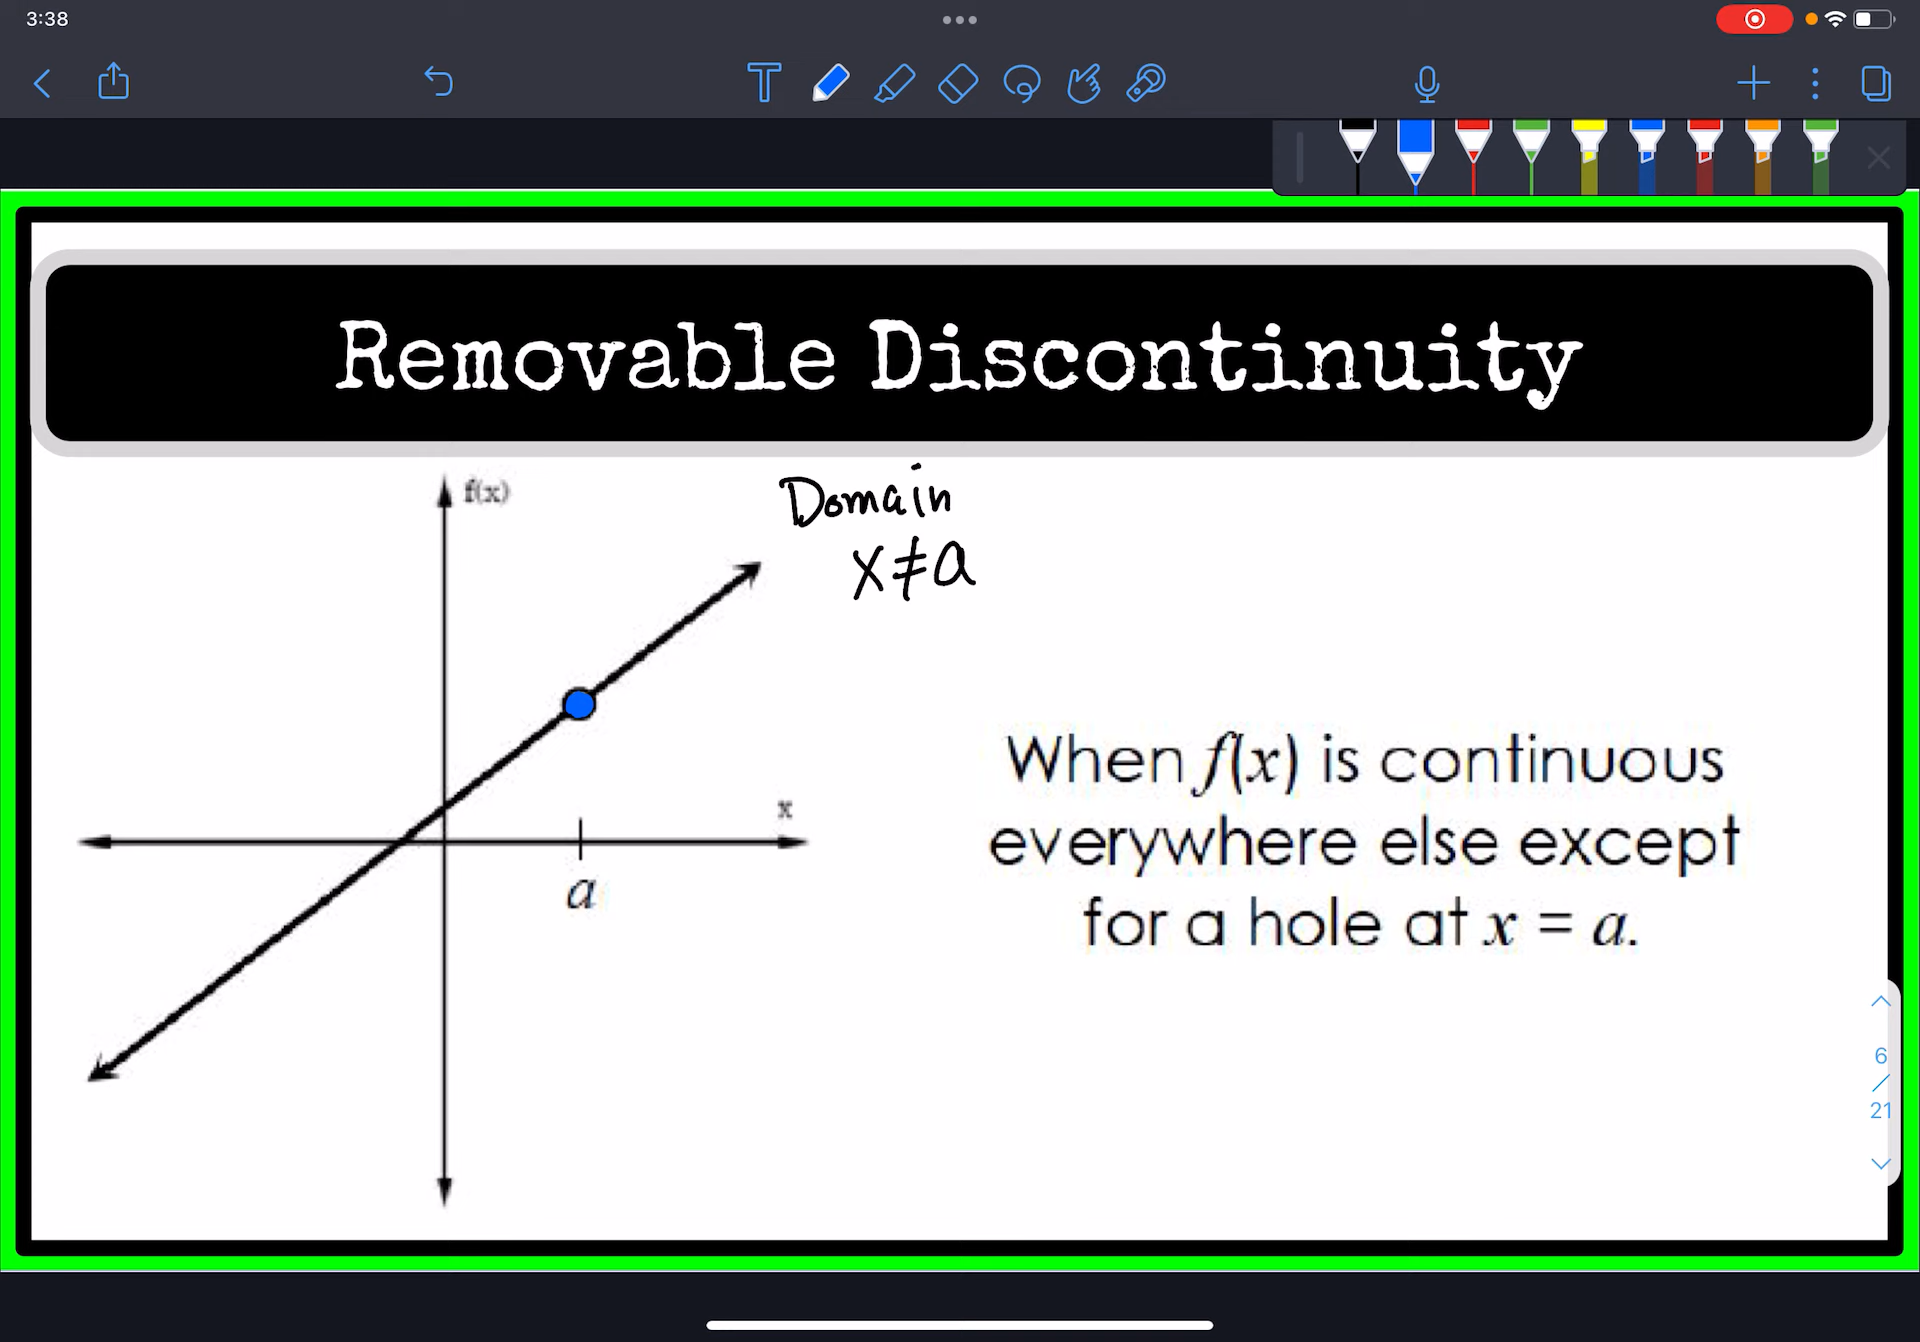 3:38
Removable Discontinuity
f(x)
Domain
x≠a
x
a
When f(x) is continuous
everywhere else except
for a hole at x = a.
6
/
21